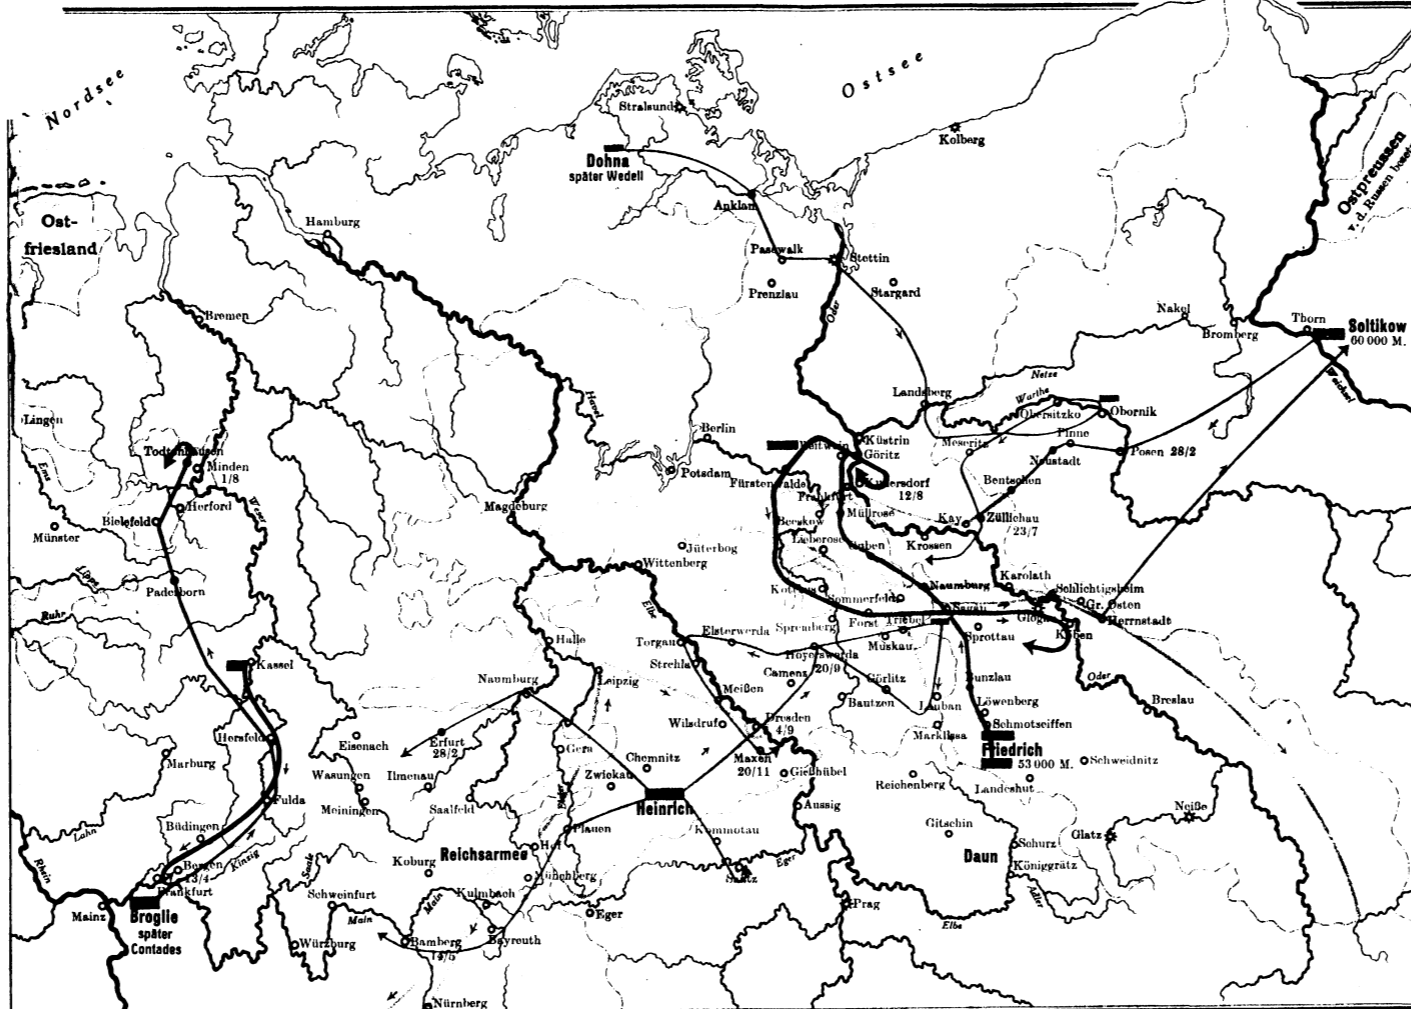 Nordsee
Ostsee
Stralsund
Kolberg
Dohna
später Wedell
Anklam
Ostpreussen
v. d. Russen besetzt
Ost-
friesland
Hamburg
Pasewalk
Stettin
Prenzlau
Stargard
Oder
Bremen
Nakel
Bromberg
Thorn
Soltikow
60 000 M.
Weichsel
Netze
Warthe
Landsberg
Obersitzko
Obornik
Havel
Lingen
Ems
Berlin
Küstrin
Göritz
Meseritz
Pinne
Neustadt
Posen 28/2
Todtenhausen
Minden
1/8
Potsdam
Reitwein
Fürstenwalde
Kunersdorf
12/8
Frankfurt
Bentschen
Herford
Weser
Bielefeld
Münster
Magdeburg
Beeskow
Müllrose
Kay
Züllichau
23/7
Lieberose
Guben
Krossen
Jüterbog
Wittenberg
Lippe
Paderborn
Ruhr
Elbe
Kottbus
Sommerfeld
Naumburg
Karolath
Schlichtigsheim
Gr. Osten
Herrnstadt
Glogau
Köben
Sagan
Forst
Triebel
Spremberg
Muskau
Sprottau
Halle
Torgau
Elsterwerda
Hoyerswerda
20/9
Strehla
Kassel
Naumburg
Leipzig
Camenz
Görlitz
Bunzlau
Oder
Breslau
Meißen
Bautzen
Lauban
Löwenberg
Schmotseiffen
Wilsdruf
Dresden
4/9
Marklissa
Friedrich
53 000 M.
Hersfeld
Eisenach
Erfurt
28/2
Gera
Chemnitz
Maxen
20/11
Gießhübel
Marburg
Wasungen
Ilmenau
Zwickau
Reichenberg
Landeshut
Schweidnitz
Meiningen
Saalfeld
Elster
Heinrich
Aussig
Fulda
Neiße
Büdingen
Lahn
Plauen
Kommotau
Gitschin
Glatz
Schurz
Daun
Königgrätz
Reichsarmee
Hof
Kinzig
Bergen
13/4
Frankfurt
Saale
Koburg
Münchberg
Eger
Saatz
Adler
Rhein
Mainz
Schweinfurt
Main
Main
Kulmbach
Eger
Prag
Elbe
Broglie
später
Contades
Würzburg
Bamberg
14/5
Bayreuth
Nürnberg